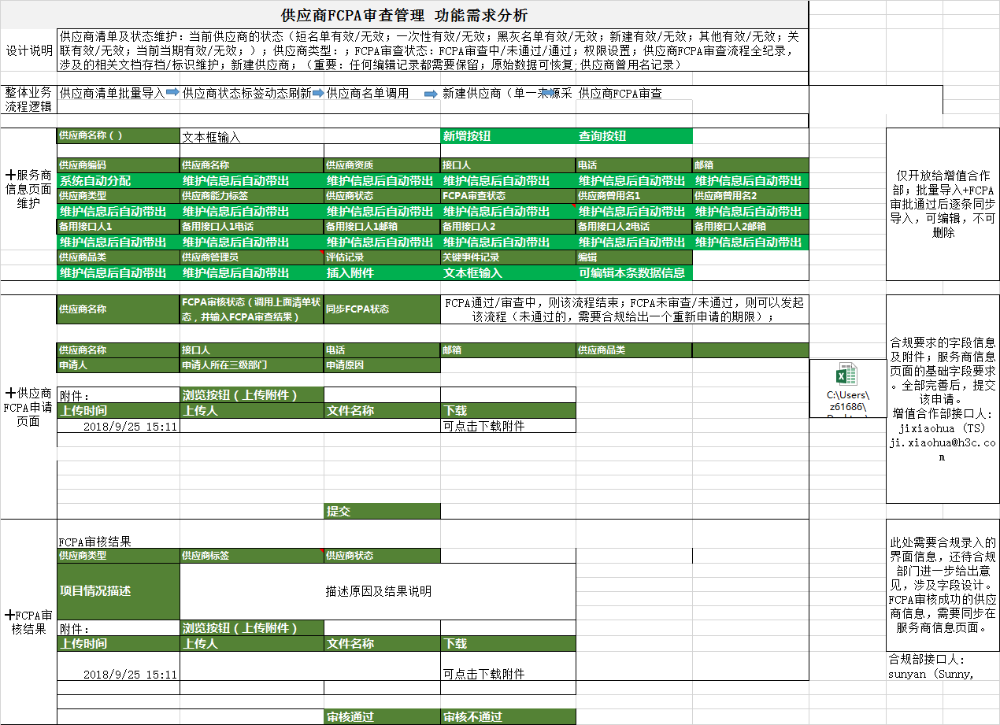 供应商FCPA审查管理 功能需求分析
设计说明
供应商清单及状态维护：当前供应商的状态（短名单有效/无效；一次性有效/无效；黑灰名单有效/无效；新建有效/无效；其他有效/无效；关
联有效/无效；当前当期有效/无效；）；供应商类型：；FCPA审查状态：FCPA审查中/未通过/通过；权限设置；供应商FCPA审查流程全纪录，
涉及的相关文档存档/标识维护；新建供应商；（重要：任何编辑记录都需要保留；原始数据可恢复；供应商曾用名记录）
整体业务
流程逻辑
供应商清单批量导入 供应商状态标签动态刷新 供应商名单调用 新建供应商（单一来源采 供应商FCPA审查
十服务商
信息页面
维护
供应商名称（ ） 文本框输入 新增按钮 查询按钮
供应商编码 供应商名称 供应商资质 接口人 电话 邮箱
系统自动分配 维护信息后自动带出 维护信息后自动带出 维护信息后自动带出 维护信息后自动带出 维护信息后自动带出
供应商类型 供应商能力标签 供应商状态 FCPA审查状态 供应商曾用名1 供应商曾用名2
维护信息后自动带出 维护信息后自动带出 维护信息后自动带出 维护信息后自动带出 维护信息后自动带出 维护信息后自动带出
备用接口人1 备用接口人1电话 备用接口人1邮箱 备用接口人2 备用接口人2电话 备用接口人2邮箱
维护信息后自动带出 维护信息后自动带出 维护信息后自动带出 维护信息后自动带出 维护信息后自动带出 维护信息后自动带出
供应商品类 供应商管理员 评估记录 关键事件记录 编辑
维护信息后自动带出 维护信息后自动带出 插入附件 文本框输入 可编辑本条数据信息
仅开放给增值合作
部；批量导入+FCPA
审批通过后逐条同步
导入，可编辑，不可
删除
十供应商
FCPA申请
页面
供应商名称
FCPA审核状态（调用上面清单状
态，并输入FCPA审查结果）
同步FCPA状态
FCPA通过/审查中，则该流程结束；FCPA未审查/未通过，则可以发起
该流程（未通过的，需要合规给出一个重新申请的期限）；
供应商名称 接口人 电话 邮箱 供应商品类
申请人 申请人所在三级部门 申请原因
附件： 浏览按钮（上传附件）
上传时间 上传人 文件名称 下载
2018/9/25 15:11 可点击下载附件
提交
C:\Users\
z61686\
合规要求的字段信息
及附件；服务商信息
页面的基础字段要求
。全部完善后，提交
该申请。
增值合作部接口人：
jixiaohua (TS)
ji.xiaohua@h3c.co
m
十FCPA审
核结果
FCPA审核结果
供应商类型 供应商标签 供应商状态
项目情况描述 描述原因及结果说明
附件： 浏览按钮（上传附件）
上传时间 上传人 文件名称 下载
2018/9/25 15:11 可点击下载附件
审核通过 审核不通过
此处需要合规录入的
界面信息，还待合规
部门进一步给出意
见，涉及字段设计。
FCPA审核成功的供应
商信息，需要同步在
服务商信息页面。
合规部接口人：
sunyan (Sunny,